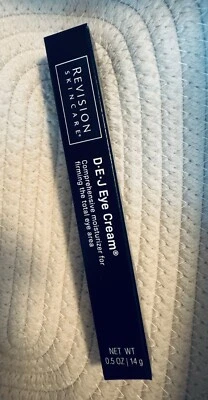 REVISION
SKINCARE®
D·E·J Eye Cream®
Comprehensive moisturizer for
firming the total eye area
NET WT
0.5 OZ | 14 g